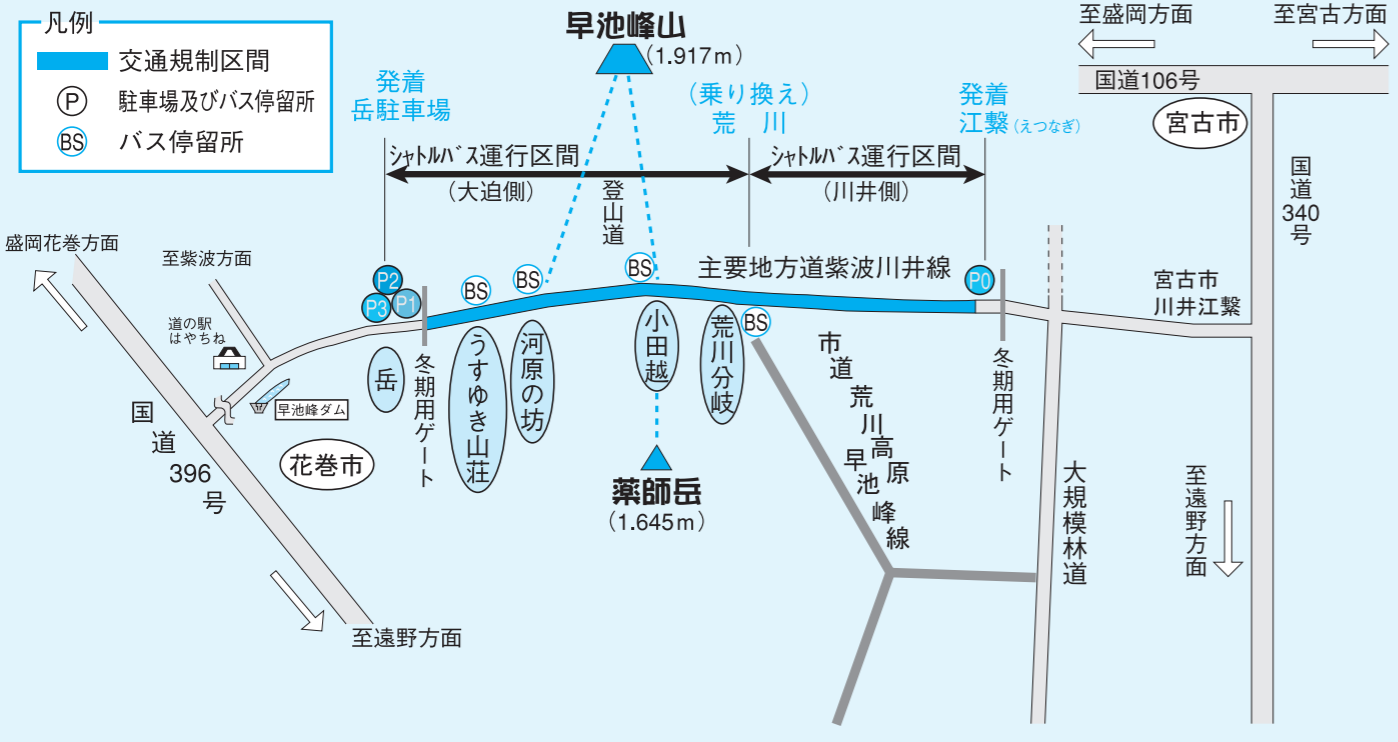 凡例
交通規制区間
P 駐車場及びバス停留所
BS バス停留所
早池峰山
(1.917m)
至盛岡方面
至宮古方面
国道106号
宮古市
国道340号
発着
岳駐車場
(乗り換え)
荒 川
発着
江繋(えつなぎ)
シャトルバス運行区間
(大迫側)
シャトルバス運行区間
(川井側)
登山道
盛岡花巻方面
至紫波方面
道の駅
はやちね
早池峰ダム
国道396号
花巻市
至遠野方面
P2
P3
P1
BS
BS
BS
主要地方道紫波川井線
P0
BS
宮古市
川井江繋
岳
冬期用ゲート
うすゆき山荘
河原の坊
小田越
荒川分岐
薬師岳
(1.645m)
市道荒川高原早池峰線
冬期用ゲート
大規模林道
至遠野方面